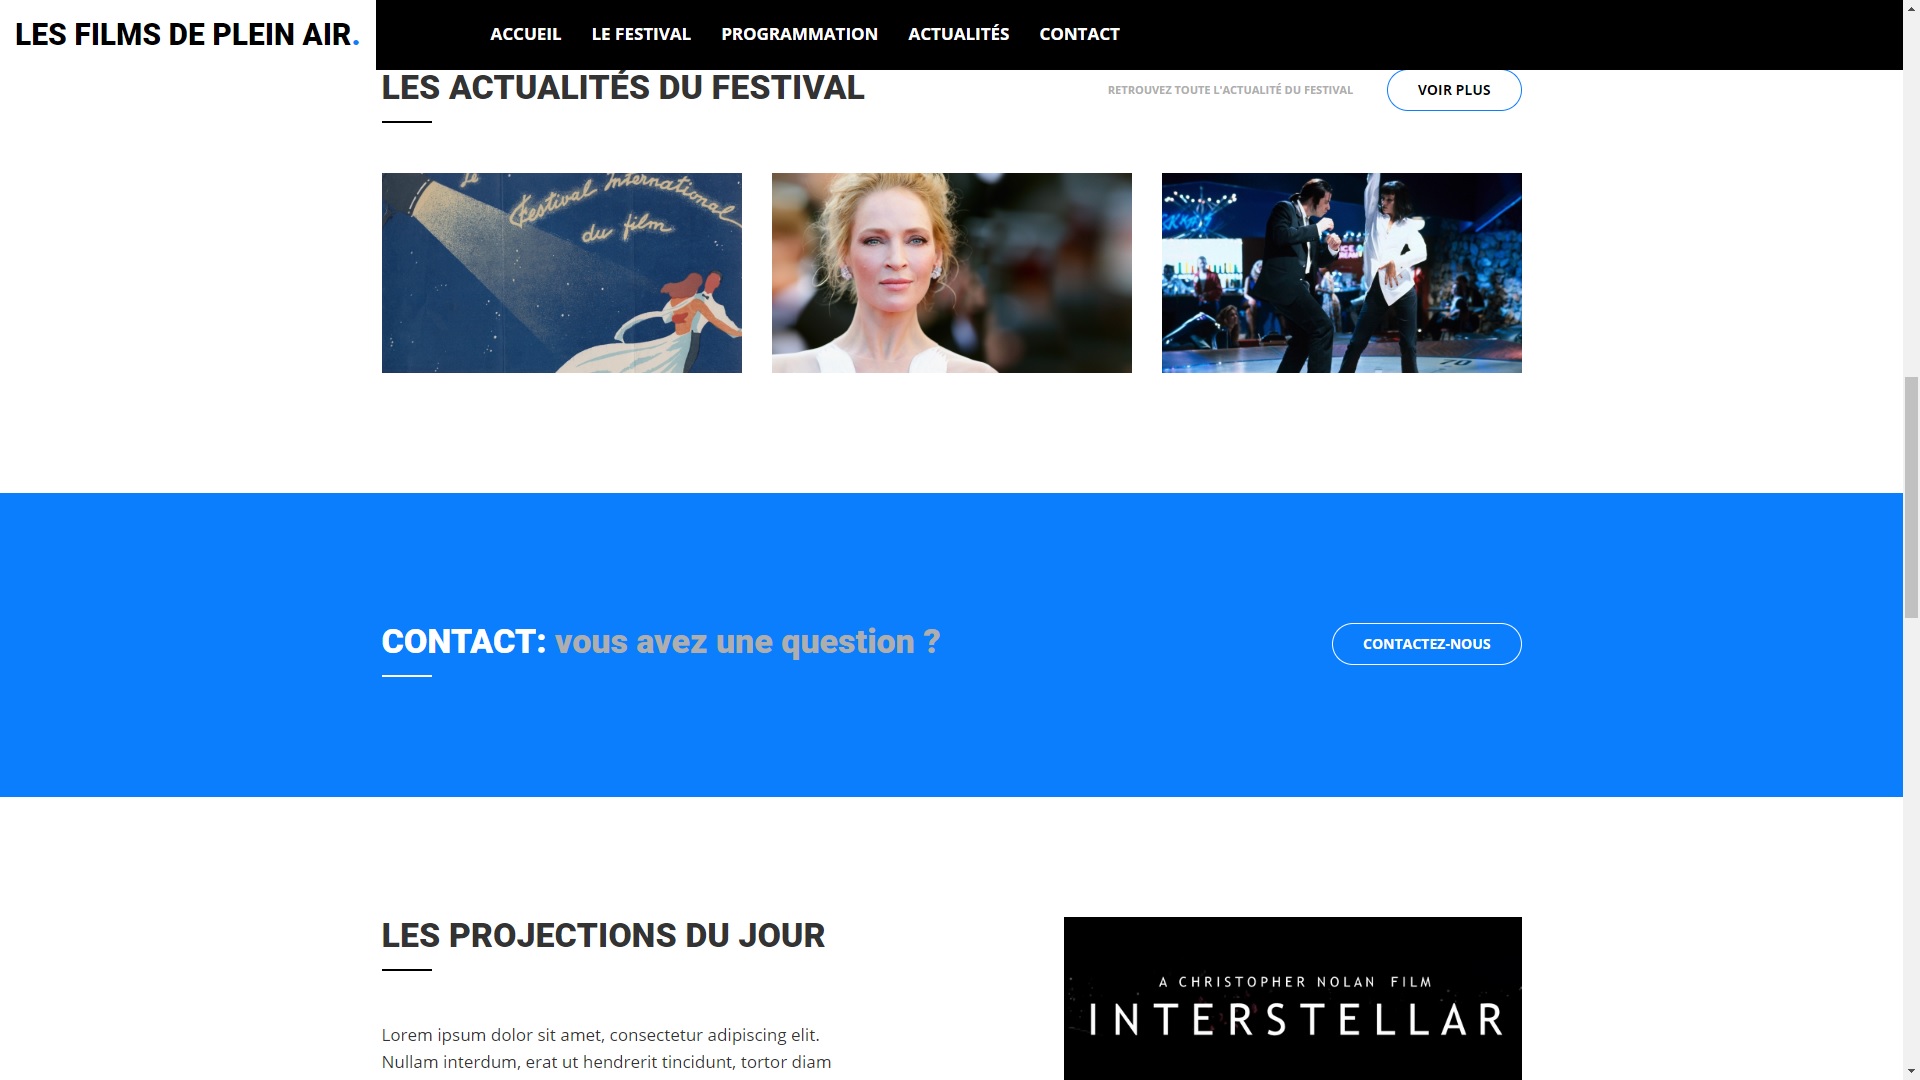 LES FILMS DE PLEIN AIR.
ACCUEIL LE FESTIVAL PROGRAMMATION ACTUALITÉS CONTACT
LES ACTUALITÉS DU FESTIVAL
RETROUVEZ TOUTE L'ACTUALITÉ DU FESTIVAL
VOIR PLUS
Le
Festival International
du film
CONTACT: vous avez une question ?
CONTACTEZ-NOUS
LES PROJECTIONS DU JOUR
Lorem ipsum dolor sit amet, consectetur adipiscing elit.
Nullam interdum, erat ut hendrerit tincidunt, tortor diam
A CHRISTOPHER NOLAN FILM
INTERSTELLAR